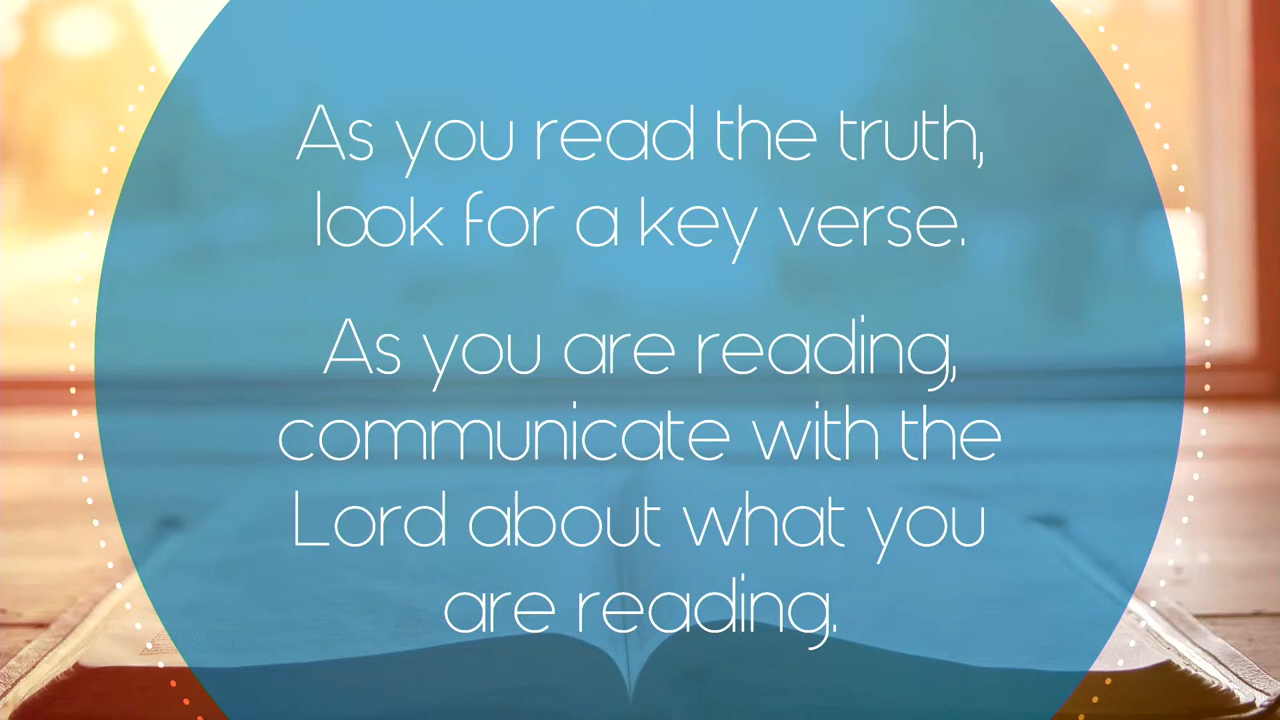 As you read the truth,
look for a key verse.
As you are reading,
communicate with the
Lord about what you
are reading.